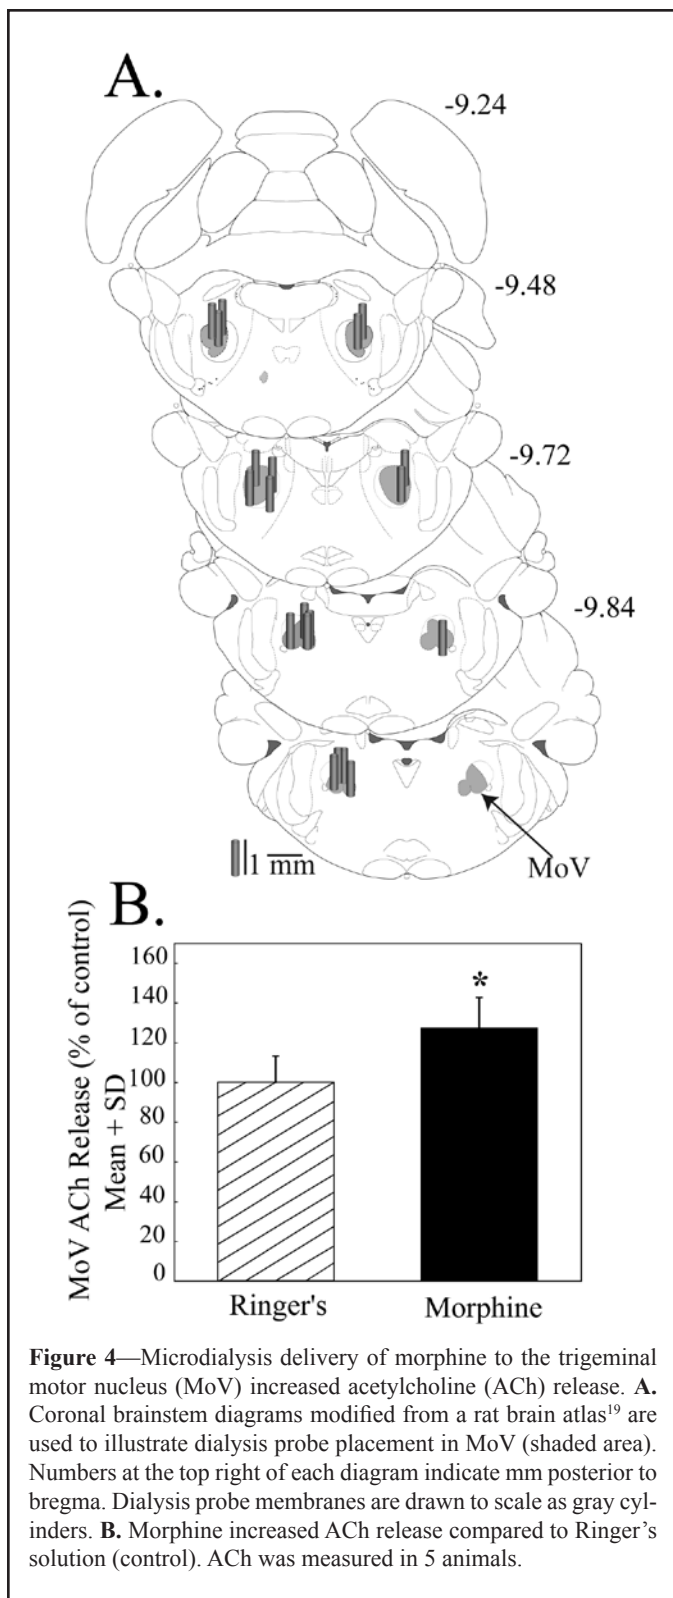 A.
-9.24
-9.48
-9.72
-9.84
1 mm
MoV
B.
MoV ACh Release (% of control)
Mean + SD
160
140
120
100
80
60
40
20
0
*
Ringer's
Morphine
Figure 4—Microdialysis delivery of morphine to the trigeminal
motor nucleus (MoV) increased acetylcholine (ACh) release. A.
Coronal brainstem diagrams modified from a rat brain atlas19 are
used to illustrate dialysis probe placement in MoV (shaded area).
Numbers at the top right of each diagram indicate mm posterior to
bregma. Dialysis probe membranes are drawn to scale as gray cyl-
inders. B. Morphine increased ACh release compared to Ringer’s
solution (control). ACh was measured in 5 animals.